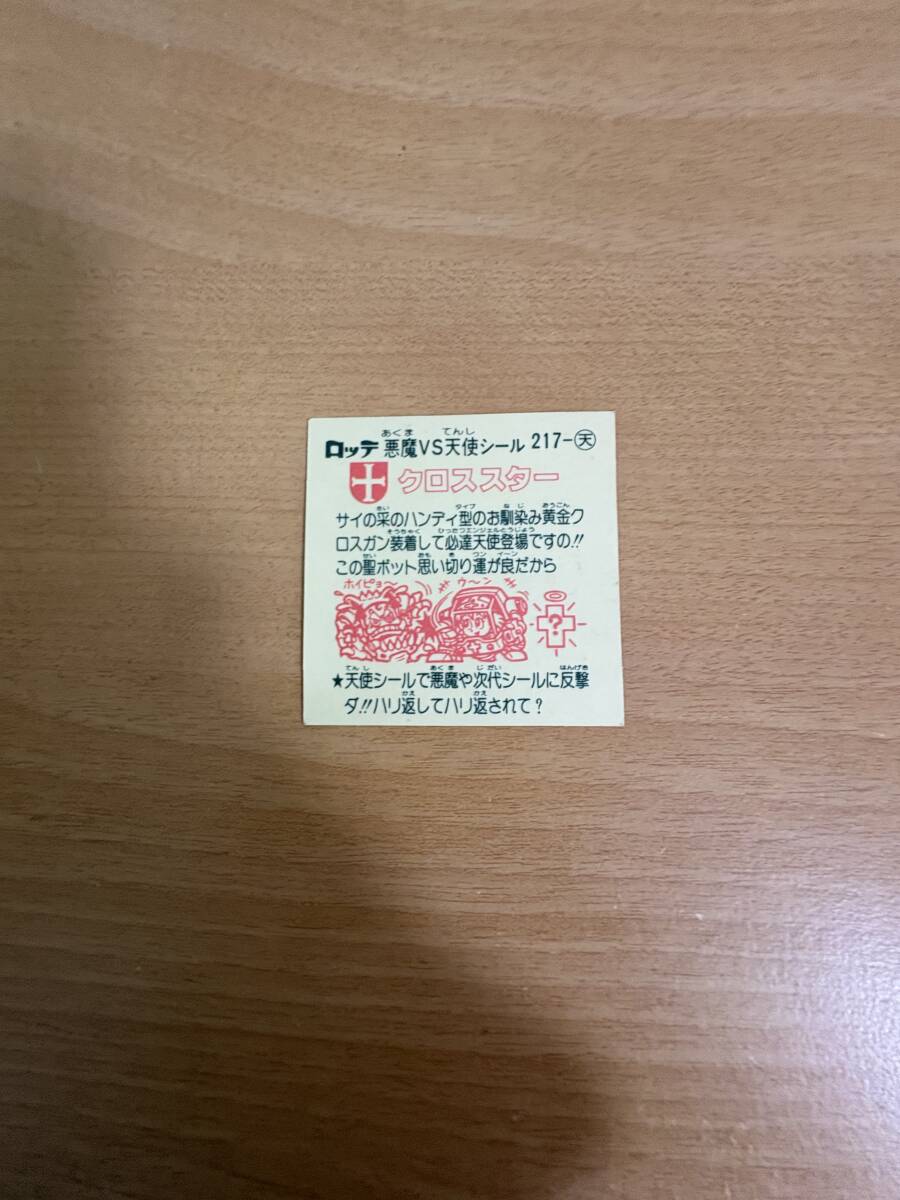 ロッテ 悪魔VS天使シール 217-天
クロススター
サイの采のハンディ型のお馴染み黄金ク
ロスガン装着して必達天使登場ですの!!
この聖ボット思い切り運が良だから
ホイピョ〜 ウ〜ン
?
★天使シールで悪魔や次代シールに反撃
ダ!!ハリ返してハリ返されて?